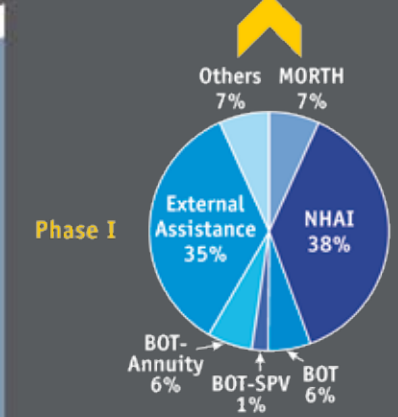 Others
7%
MORTH
7%
External
Assistance
35%
NHAI
38%
Phase I
BOT-
Annuity
6%
BOT-SPV
1%
BOT
6%